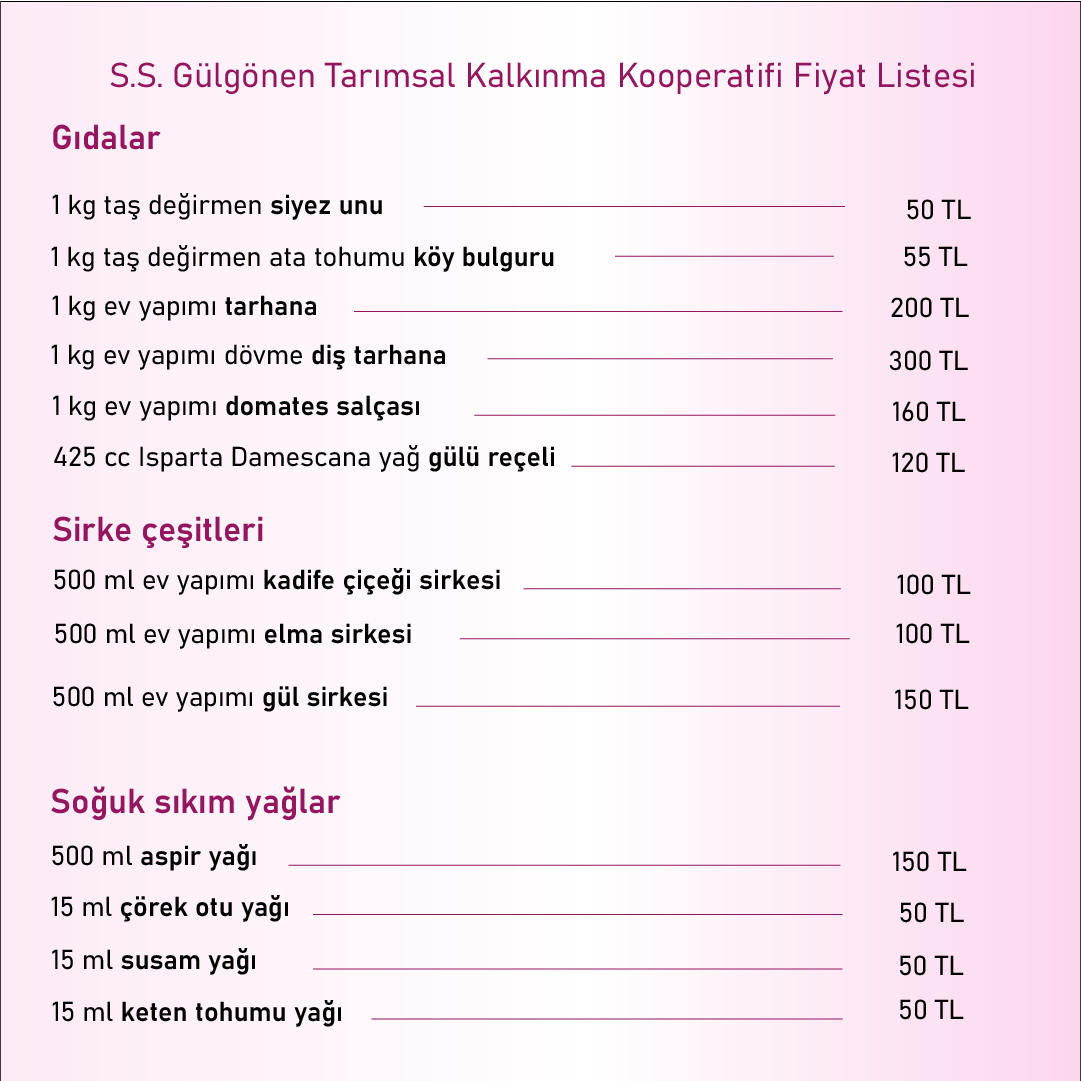 S.S. Gülgönen Tarımsal Kalkınma Kooperatifi Fiyat Listesi
Gıdalar
1 kg taş değirmen siyez unu 50 TL
1 kg taş değirmen ata tohumu köy bulguru 55 TL
1 kg ev yapımı tarhana 200 TL
1 kg ev yapımı dövme diş tarhana 300 TL
1 kg ev yapımı domates salçası 160 TL
425 cc Isparta Damescana yağ gülü reçeli 120 TL
Sirke çeşitleri
500 ml ev yapımı kadife çiçeği sirkesi 100 TL
500 ml ev yapımı elma sirkesi 100 TL
500 ml ev yapımı gül sirkesi 150 TL
Soğuk sıkım yağlar
500 ml aspir yağı 150 TL
15 ml çörek otu yağı 50 TL
15 ml susam yağı 50 TL
15 ml keten tohumu yağı 50 TL